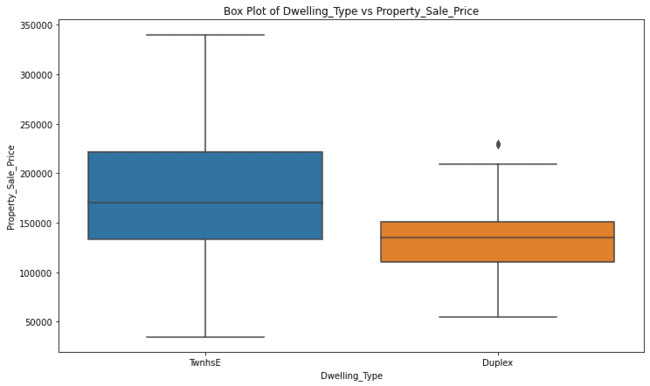 Box Plot of Dwelling_Type vs Property_Sale_Price
350000
300000
250000
200000
150000
100000
50000
Property_Sale_Price
TwnhsE
Duplex
Dwelling_Type